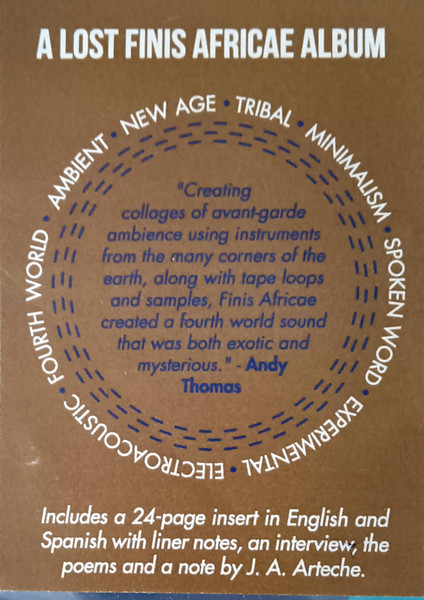 A LOST FINIS AFRICAE ALBUM
AMBIENT • NEW AGE • TRIBAL • MINIMALISM • SPOKEN WORD • EXPERIMENTAL • ELECTROACOUSTIC • FOURTH WORLD •
"Creating
collages of avant-garde
ambience using instruments
from the many corners of the
earth, along with tape loops
and samples, Finis Africae
created a fourth world sound
that was both exotic and
mysterious." - Andy
Thomas
Includes a 24-page insert in English and
Spanish with liner notes, an interview, the
poems and a note by J. A. Arteche.